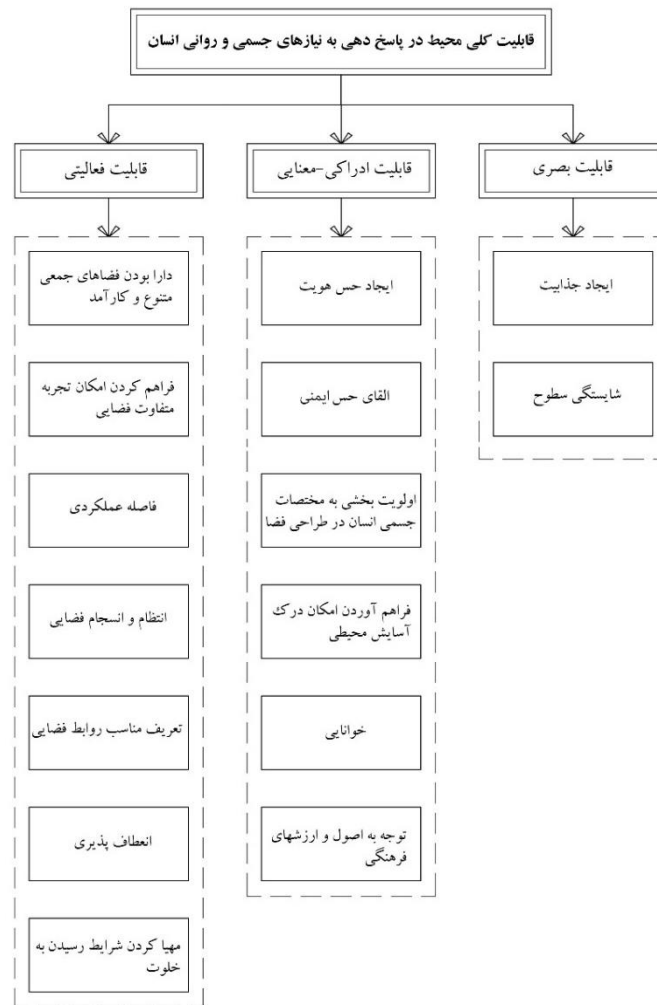 قابلیت کلی محیط در پاسخ دهی به نیازهای جسمی و روانی انسان
قابلیت بصری
ایجاد جذابیت
شایستگی سطوح
قابلیت ادراکی-معنایی
ایجاد حس هویت
القای حس ایمنی
اولویت بخشی به مختصات
جسمی انسان در طراحی فضا
فراهم آوردن امکان درک
آسایش محیطی
خوانایی
توجه به اصول و ارزشهای
فرهنگی
قابلیت فعالیتی
دارا بودن فضاهای جمعی
متنوع و کارآمد
فراهم کردن امکان تجربه
متفاوت فضایی
فاصله عملکردی
انتظام و انسجام فضایی
تعریف مناسب روابط فضایی
انعطاف پذیری
مهیا کردن شرایط رسیدن به
خلوت